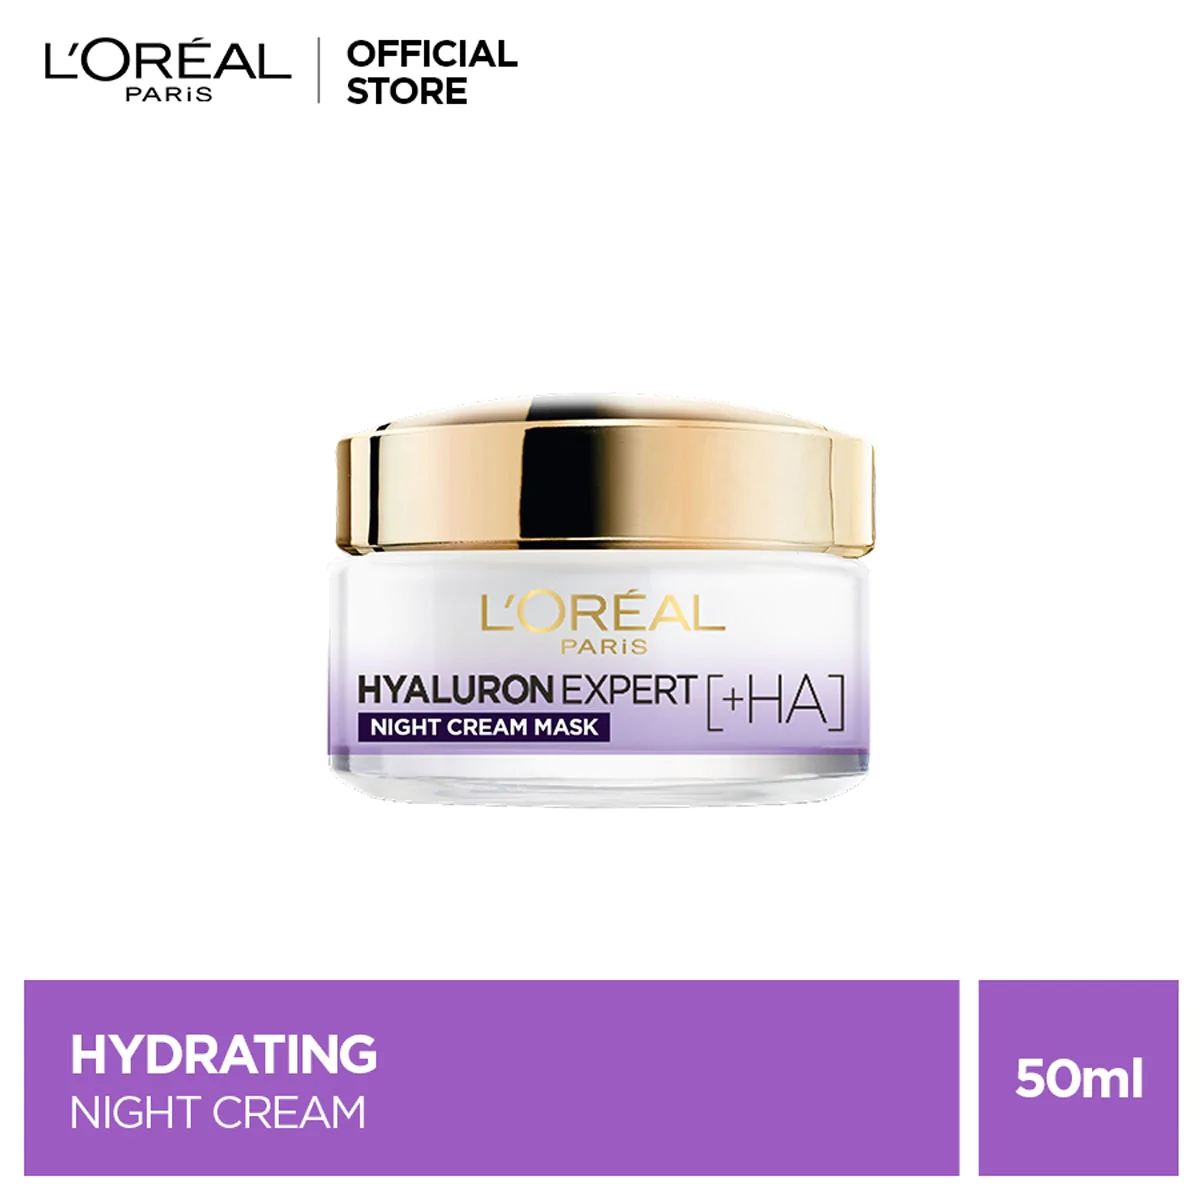 L'ORÉAL
PARiS
OFFICIAL
STORE
L'ORÉAL
PARiS
HYALURON EXPERT [+HA]
NIGHT CREAM MASK
HYDRATING
NIGHT CREAM
50ml